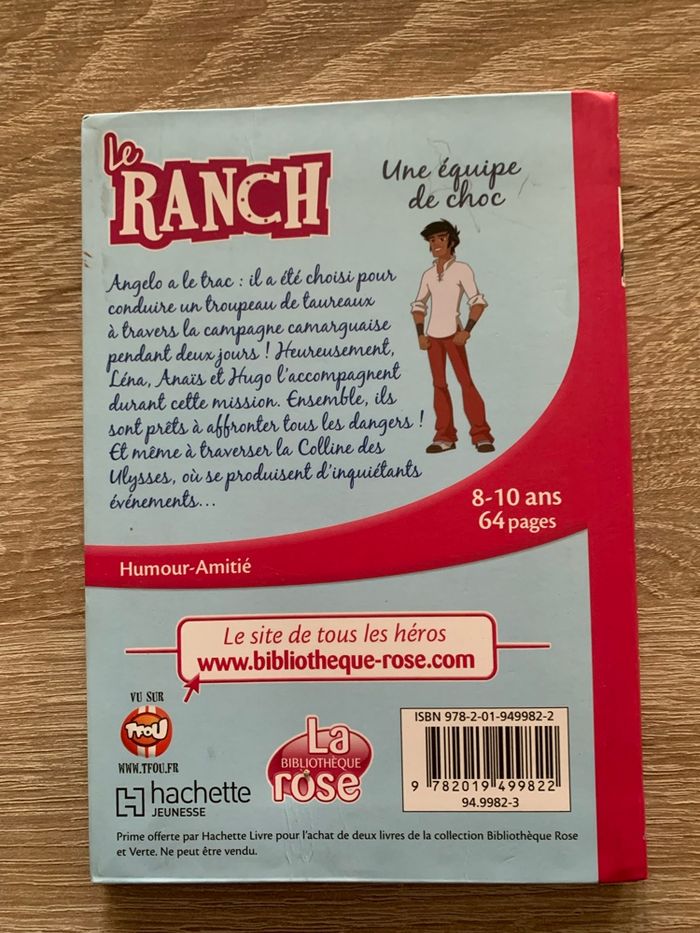 Le
RANCH
Une équipe
de choc
Angelo a le trac : il a été choisi pour
conduire un troupeau de taureaux
à travers la campagne camarguaise
pendant deux jours ! Heureusement,
Léna, Anaïs et Hugo l'accompagnent
durant cette mission. Ensemble, ils
sont prêts à affronter tous les dangers !
Et même à traverser la Colline des
Ulysses, où se produisent d'inquiétants
événements...
8-10 ans
64 pages
Humour-Amitié
Le site de tous les héros
www.bibliotheque-rose.com
VU SUR
TFOU
WWW.TFOU.FR
hachette
JEUNESSE
La
BIBLIOTHÈQUE
rose
ISBN 978-2-01-949982-2
9 782019 499822
94.9982-3
Prime offerte par Hachette Livre pour l'achat de deux livres de la collection Bibliothèque Rose
et Verte. Ne peut être vendu.